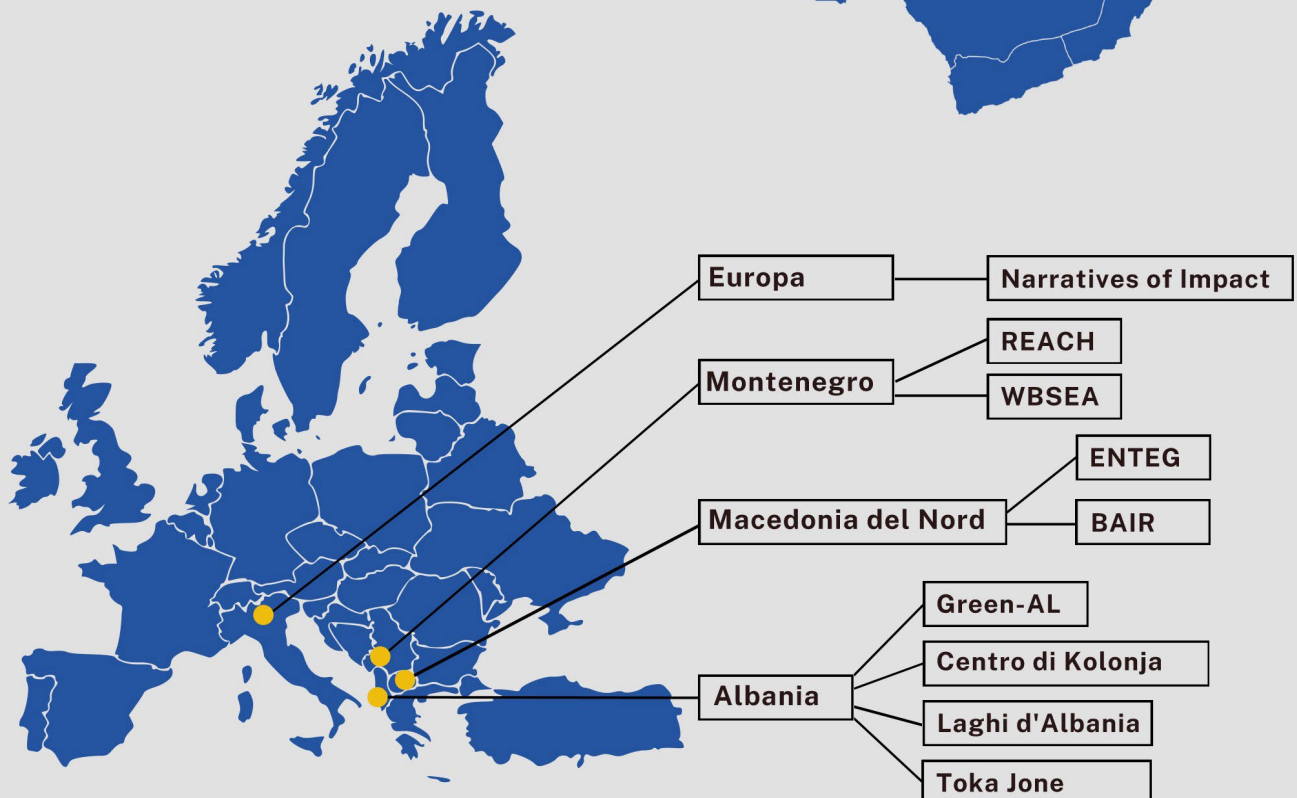 Europa
Narratives of Impact
Montenegro
REACH
WBSEA
Macedonia del Nord
ENTEG
BAIR
Albania
Green-AL
Centro di Kolonja
Laghi d'Albania
Toka Jone